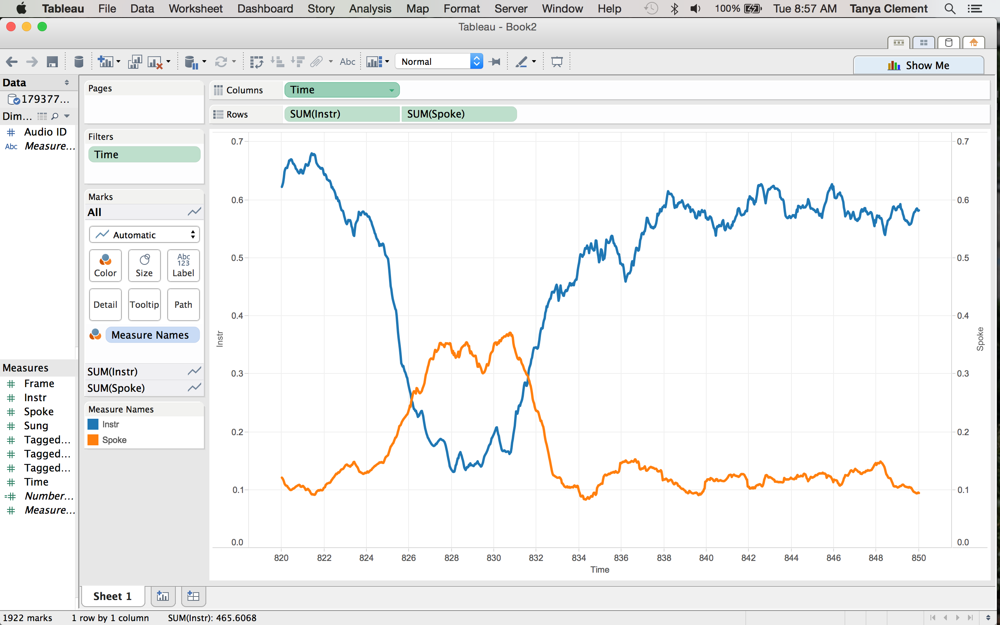 Tableau File Data Worksheet Dashboard Story Analysis Map Format Server Window Help 100% Tue 8:57 AM Tanya Clement
Tableau - Book2
Abc Normal Show Me
Data
179377...
Dim...
# Audio ID
Abc Measure...
Measures
# Frame
# Instr
# Spoke
# Sung
# Tagged...
# Tagged...
# Tagged...
# Time
=# Number...
# Measure...
Pages
Filters
Time
Marks
All
Automatic
Color
Size
Abc
123
Label
Detail
Tooltip
Path
Measure Names
SUM(Instr)
SUM(Spoke)
Measure Names
Instr
Spoke
Columns Time
Rows SUM(Instr) SUM(Spoke)
0.7
0.6
0.5
0.4
0.3
0.2
0.1
0.0
Instr
0.7
0.6
0.5
0.4
0.3
0.2
0.1
0.0
Spoke
820 822 824 826 828 830 832 834 836 838 840 842 844 846 848 850
Time
Sheet 1
1922 marks 1 row by 1 column SUM(Instr): 465.6068